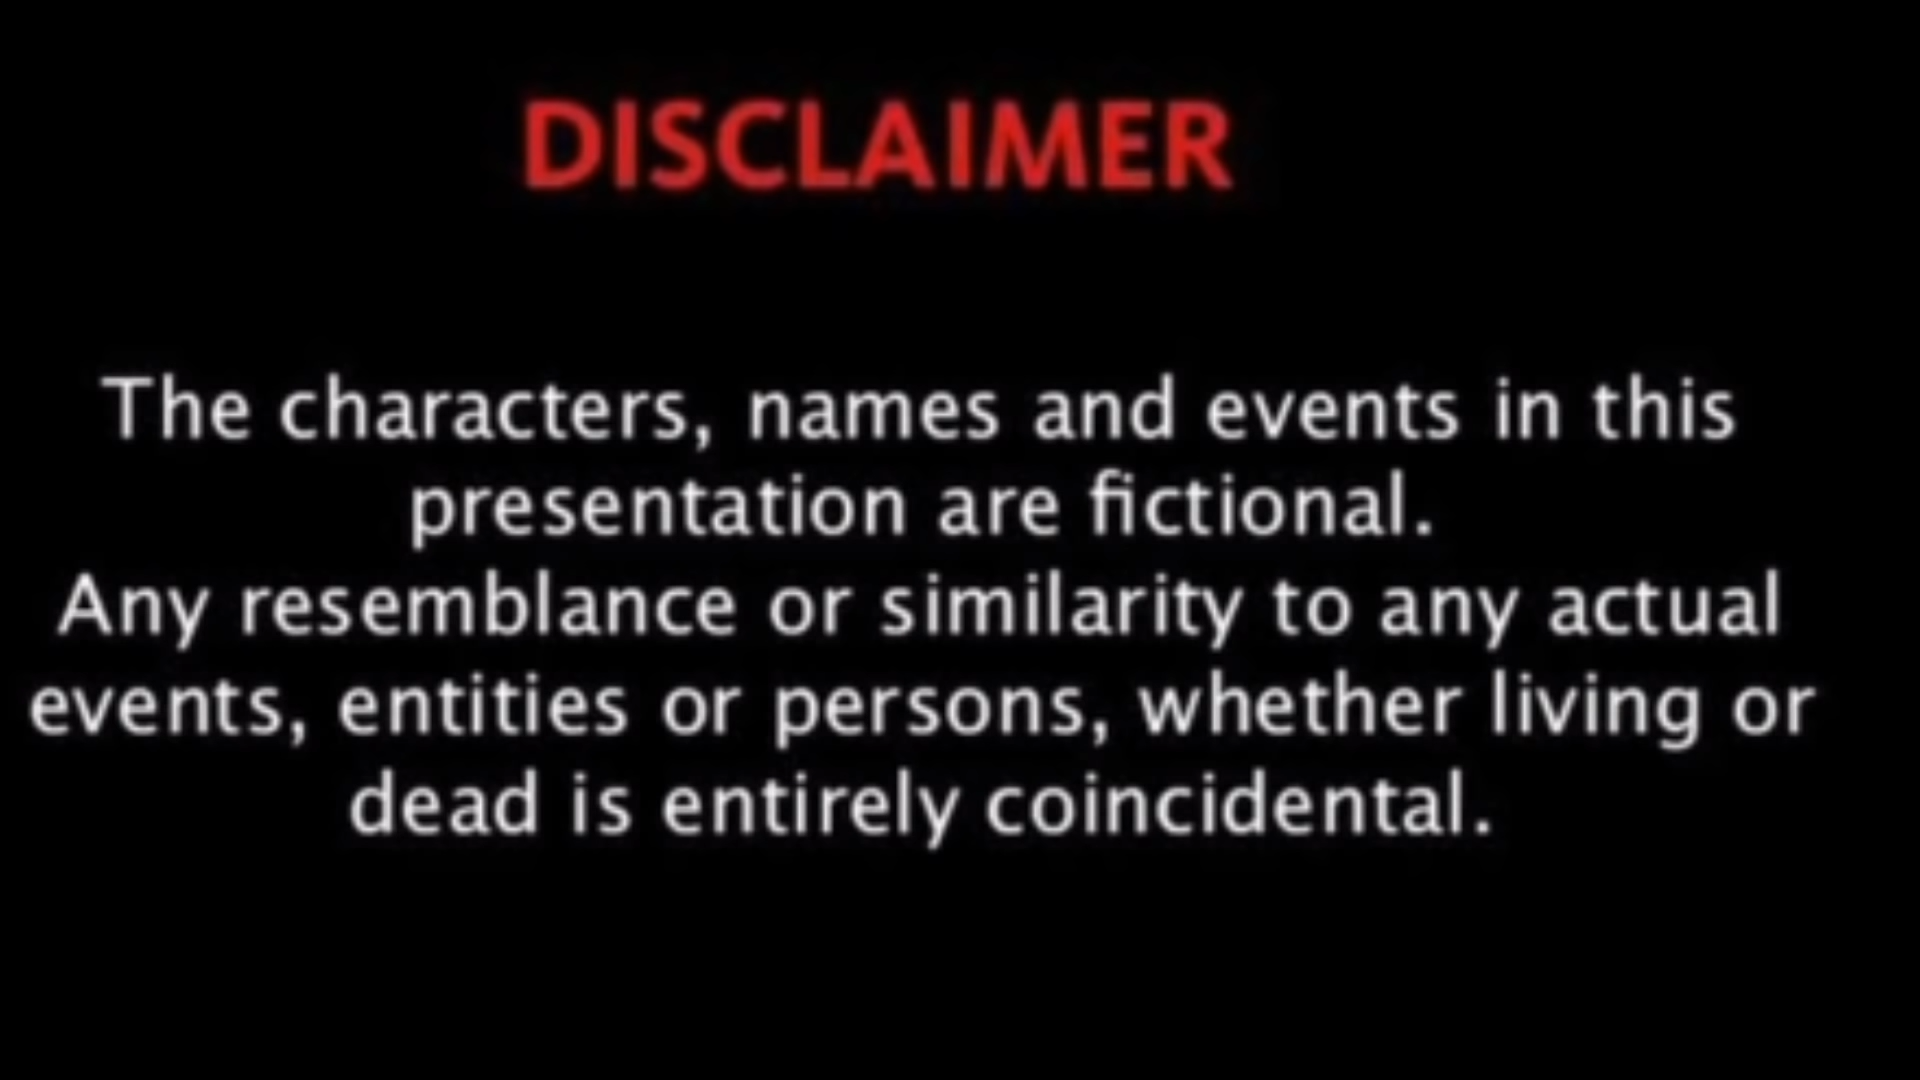 DISCLAIMER
The characters, names and events in this
presentation are fictional.
Any resemblance or similarity to any actual
events, entities or persons, whether living or
dead is entirely coincidental.